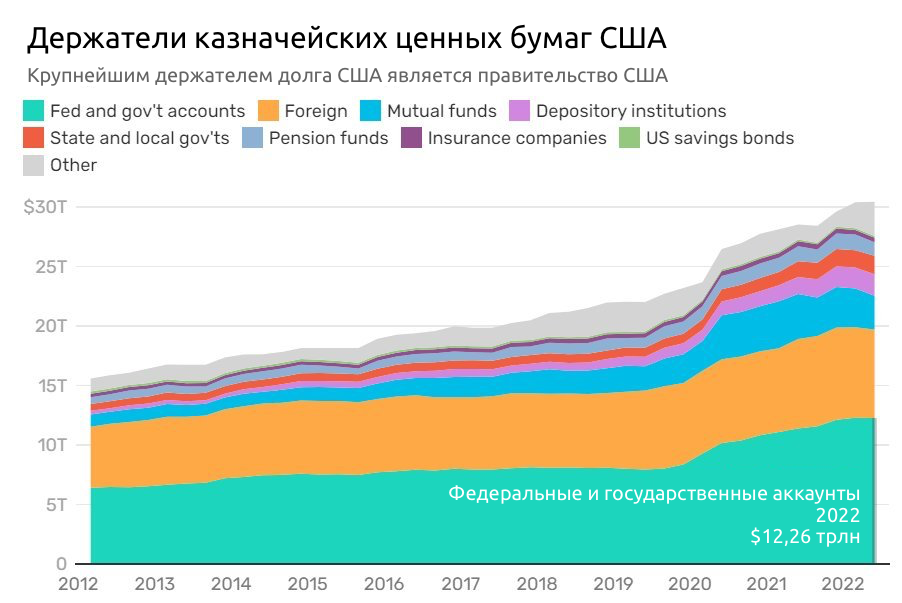 Держатели казначейских ценных бумаг США
Крупнейшим держателем долга США является правительство США
Fed and gov't accounts Foreign Mutual funds Depository institutions
State and local gov'ts Pension funds Insurance companies US savings bonds
Other
$30T
25T
20T
15T
10T
5T
0
Федеральные и государственные аккаунты
2022
$12,26 трлн
2012 2013 2014 2015 2016 2017 2018 2019 2020 2021 2022